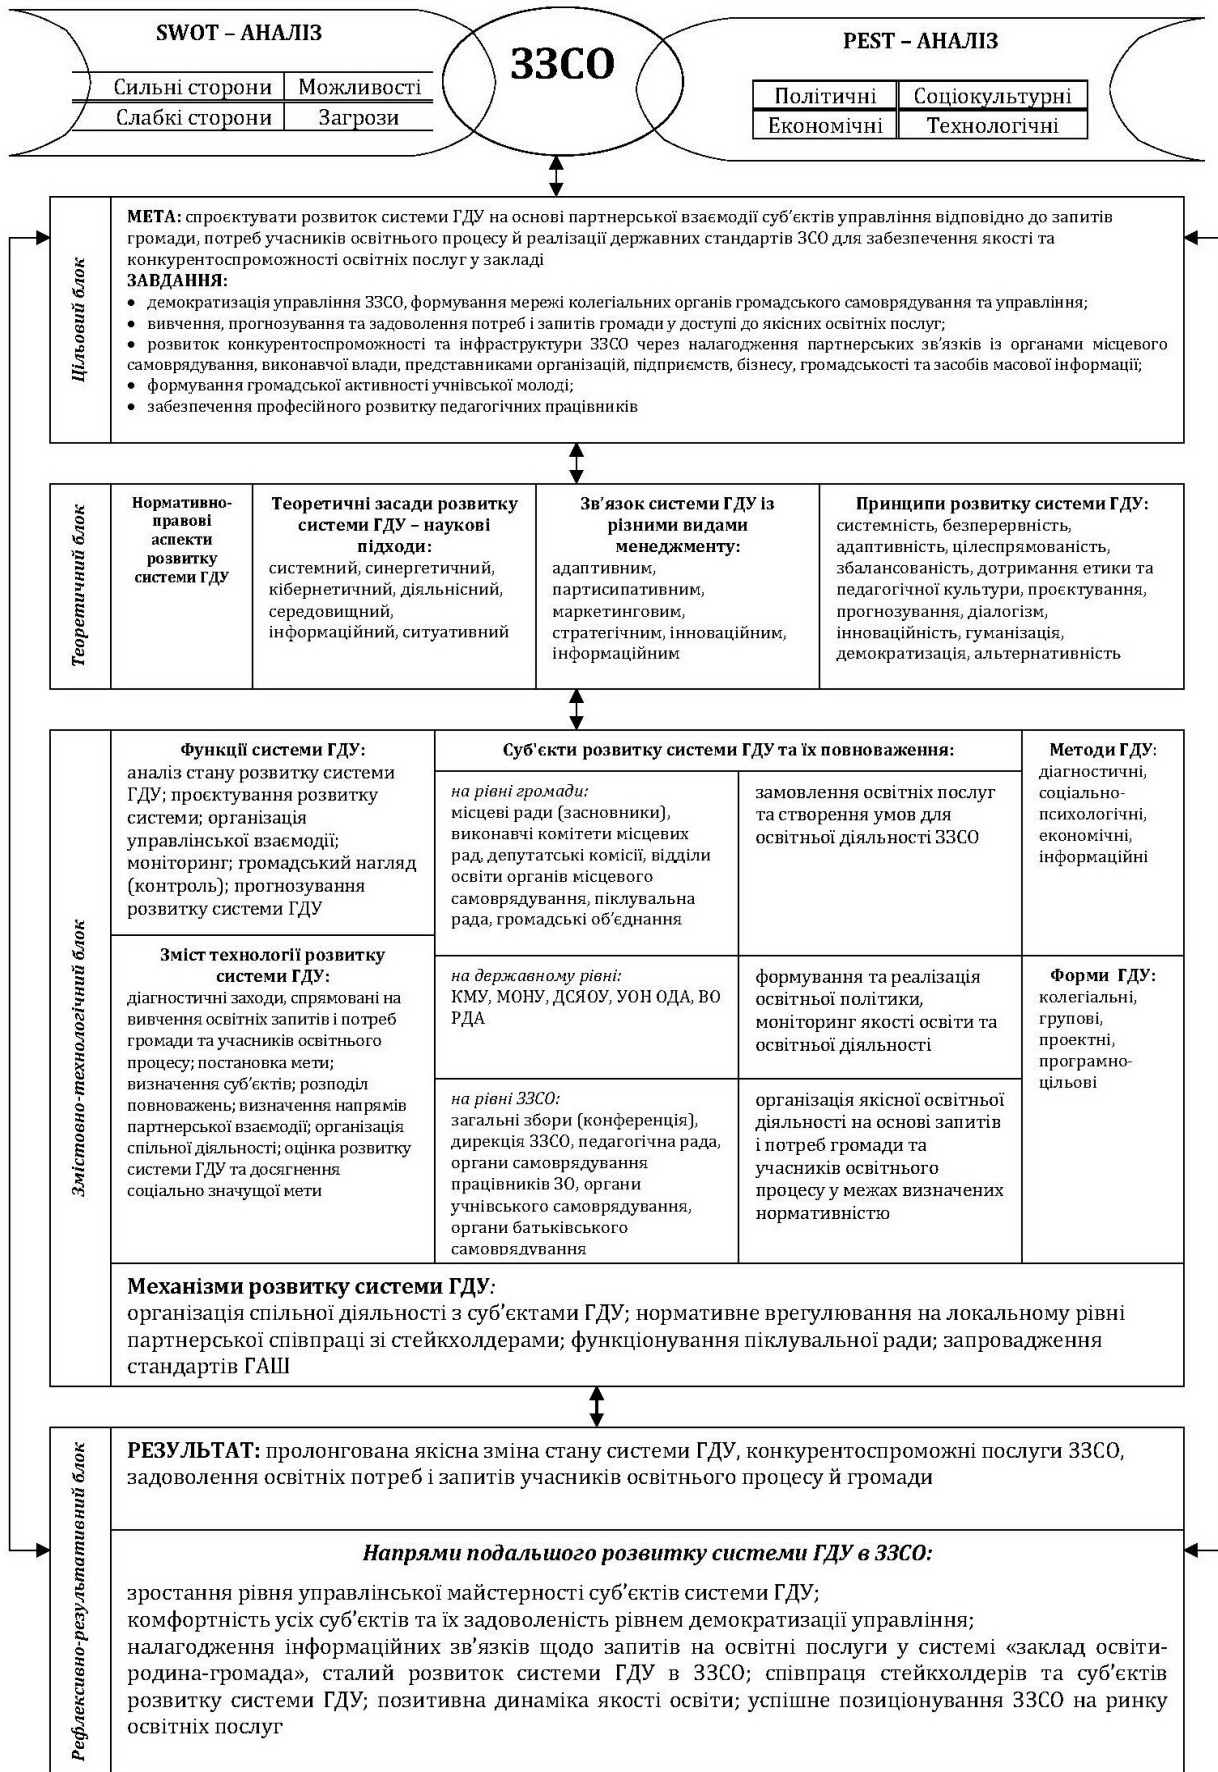 SWOT – АНАЛІЗ
Сильні сторони Можливості
Слабкі сторони Загрози
ЗЗСО
PEST – АНАЛІЗ
Політичні Соціокультурні
Економічні Технологічні
Цільовий блок
МЕТА: спроєктувати розвиток системи ГДУ на основі партнерської взаємодії суб’єктів управління відповідно до запитів
громади, потреб учасників освітнього процесу й реалізації державних стандартів ЗСО для забезпечення якості та
конкурентоспроможності освітніх послуг у закладі
ЗАВДАННЯ:
• демократизація управління ЗЗСО, формування мережі колегіальних органів громадського самоврядування та управління;
• вивчення, прогнозування та задоволення потреб і запитів громади у доступі до якісних освітніх послуг;
• розвиток конкурентоспроможності та інфраструктури ЗЗСО через налагодження партнерських зв’язків із органами місцевого
самоврядування, виконавчої влади, представниками організацій, підприємств, бізнесу, громадськості та засобів масової інформації;
• формування громадської активності учнівської молоді;
• забезпечення професійного розвитку педагогічних працівників
Теоретичний блок
Нормативно-
правові
аспекти
розвитку
системи ГДУ
Теоретичні засади розвитку
системи ГДУ – наукові
підходи:
системний, синергетичний,
кібернетичний, діяльнісний,
середовищний,
інформаційний, ситуативний
Зв’язок системи ГДУ із
різними видами
менеджменту:
адаптивним,
партисипативним,
маркетинговим,
стратегічним, інноваційним,
інформаційним
Принципи розвитку системи ГДУ:
системність, безперервність,
адаптивність, цілеспрямованість,
збалансованість, дотримання етики та
педагогічної культури, проєктування,
прогнозування, діалогізм,
інноваційність, гуманізація,
демократизація, альтернативність
Змістовно-технологічний блок
Функції системи ГДУ:
аналіз стану розвитку системи
ГДУ; проєктування розвитку
системи; організація
управлінської взаємодії;
моніторинг; громадський нагляд
(контроль); прогнозування
розвитку системи ГДУ
Зміст технології розвитку
системи ГДУ:
діагностичні заходи, спрямовані на
вивчення освітніх запитів і потреб
громади та учасників освітнього
процесу; постановка мети;
визначення суб’єктів; розподіл
повноважень; визначення напрямів
партнерської взаємодії; організація
спільної діяльності; оцінка розвитку
системи ГДУ та досягнення
соціально значущої мети
Суб'єкти розвитку системи ГДУ та їх повноваження:
на рівні громади:
місцеві ради (засновники),
виконавчі комітети місцевих
рад, депутатські комісії, відділи
освіти органів місцевого
самоврядування, піклувальна
рада, громадські об’єднання
замовлення освітніх послуг
та створення умов для
освітньої діяльності ЗЗСО
на державному рівні:
КМУ, МОНУ, ДСЯОУ, УОН ОДА, ВО
РДА
формування та реалізація
освітньої політики,
моніторинг якості освіти та
освітньої діяльності
на рівні ЗЗСО:
загальні збори (конференція),
дирекція ЗЗСО, педагогічна рада,
органи самоврядування
працівників ЗО, органи
учнівського самоврядування,
органи батьківського
самоврядування
організація якісної освітньої
діяльності на основі запитів
і потреб громади та
учасників освітнього
процесу у межах визначених
нормативністю
Методи ГДУ:
діагностичні,
соціально-
психологічні,
економічні,
інформаційні
Форми ГДУ:
колегіальні,
групові,
проектні,
програмно-
цільові
Механізми розвитку системи ГДУ:
організація спільної діяльності з суб’єктами ГДУ; нормативне врегулювання на локальному рівні
партнерської співпраці зі стейкхолдерами; функціонування піклувальної ради; запровадження
стандартів ГАШ
Рефлексивно-результативний блок
РЕЗУЛЬТАТ: пролонгована якісна зміна стану системи ГДУ, конкурентоспроможні послуги ЗЗСО,
задоволення освітніх потреб і запитів учасників освітнього процесу й громади
Напрями подальшого розвитку системи ГДУ в ЗЗСО:
зростання рівня управлінської майстерності суб’єктів системи ГДУ;
комфортність усіх суб’єктів та їх задоволеність рівнем демократизації управління;
налагодження інформаційних зв’язків щодо запитів на освітні послуги у системі «заклад освіти-
родина-громада», сталий розвиток системи ГДУ в ЗЗСО; співпраця стейкхолдерів та суб’єктів
розвитку системи ГДУ; позитивна динаміка якості освіти; успішне позиціонування ЗЗСО на ринку
освітніх послуг